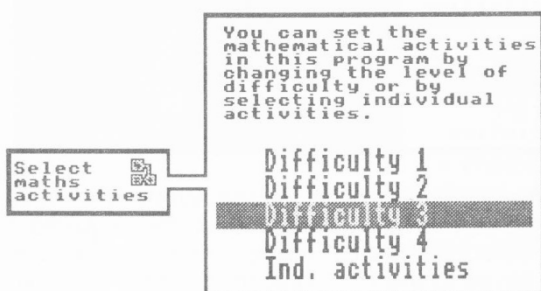 You can set the
mathematical activities
in this program by
changing the level of
difficulty or by
selecting individual
activities.
Select
maths
activities
Difficulty 1
Difficulty 2
Difficulty 3
Difficulty 4
Ind. activities